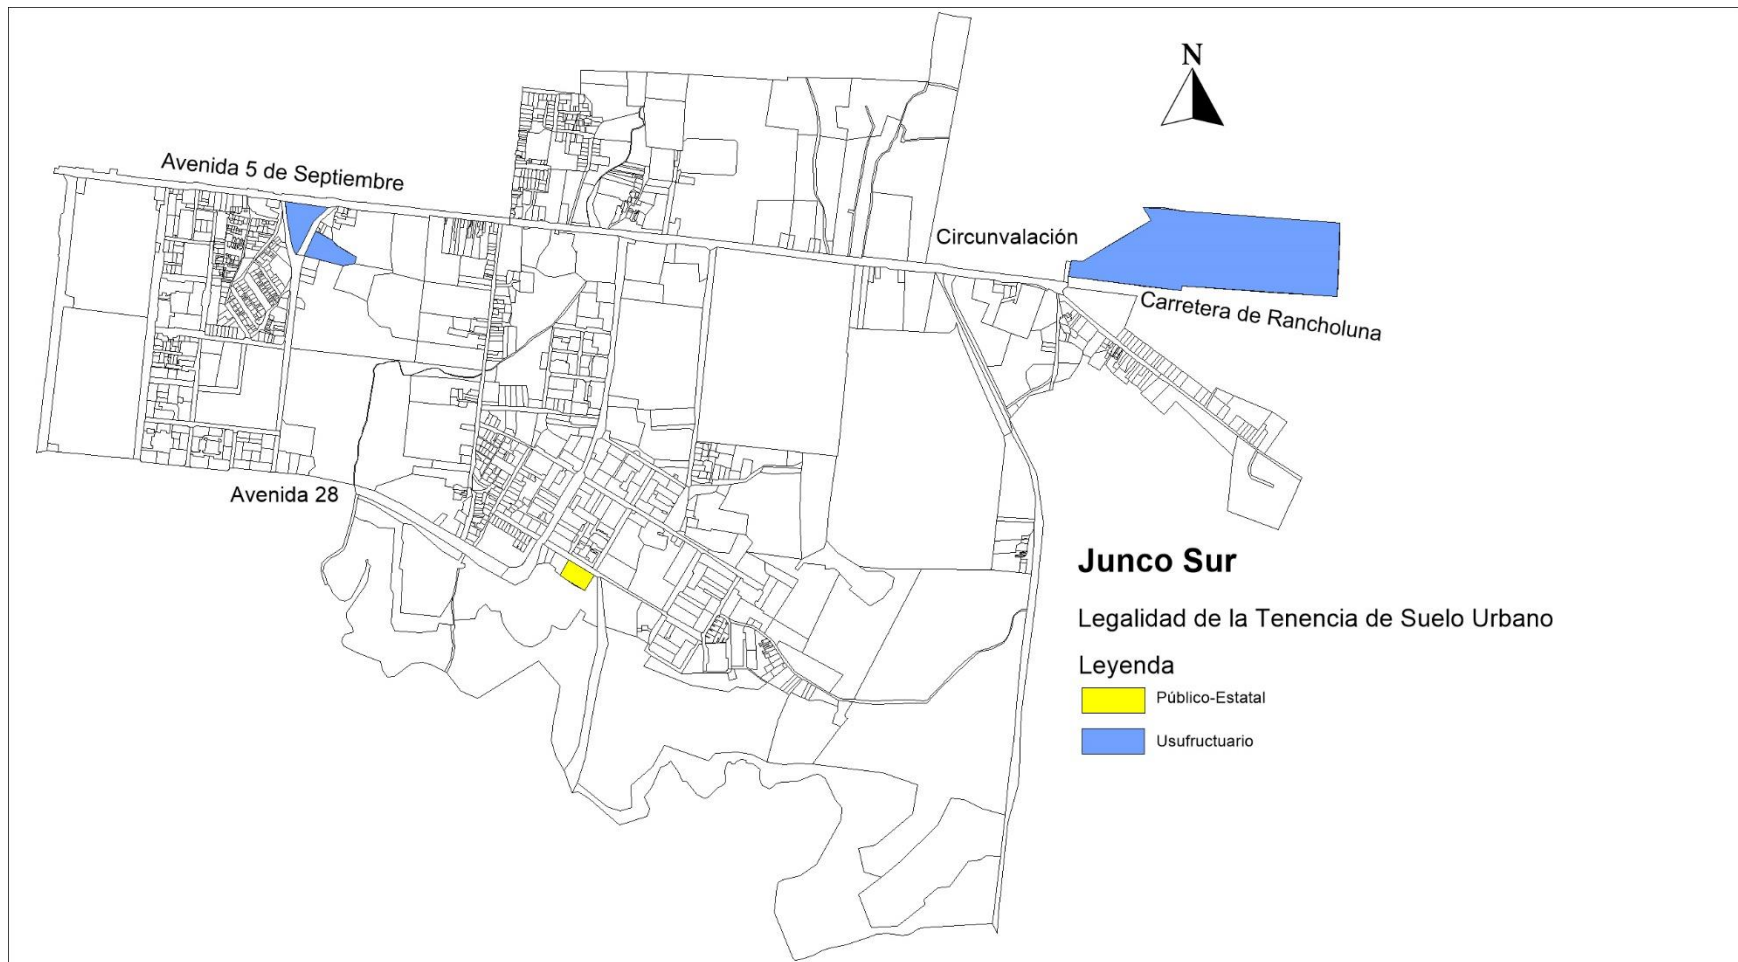 N
Avenida 5 de Septiembre
Circunvalación
Carretera de Rancholuna
Avenida 28
Junco Sur
Legalidad de la Tenencia de Suelo Urbano
Leyenda
Público-Estatal
Usufructuario